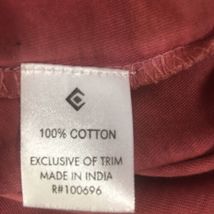 100% COTTON
EXCLUSIVE OF TRIM
MADE IN INDIA
R#100696